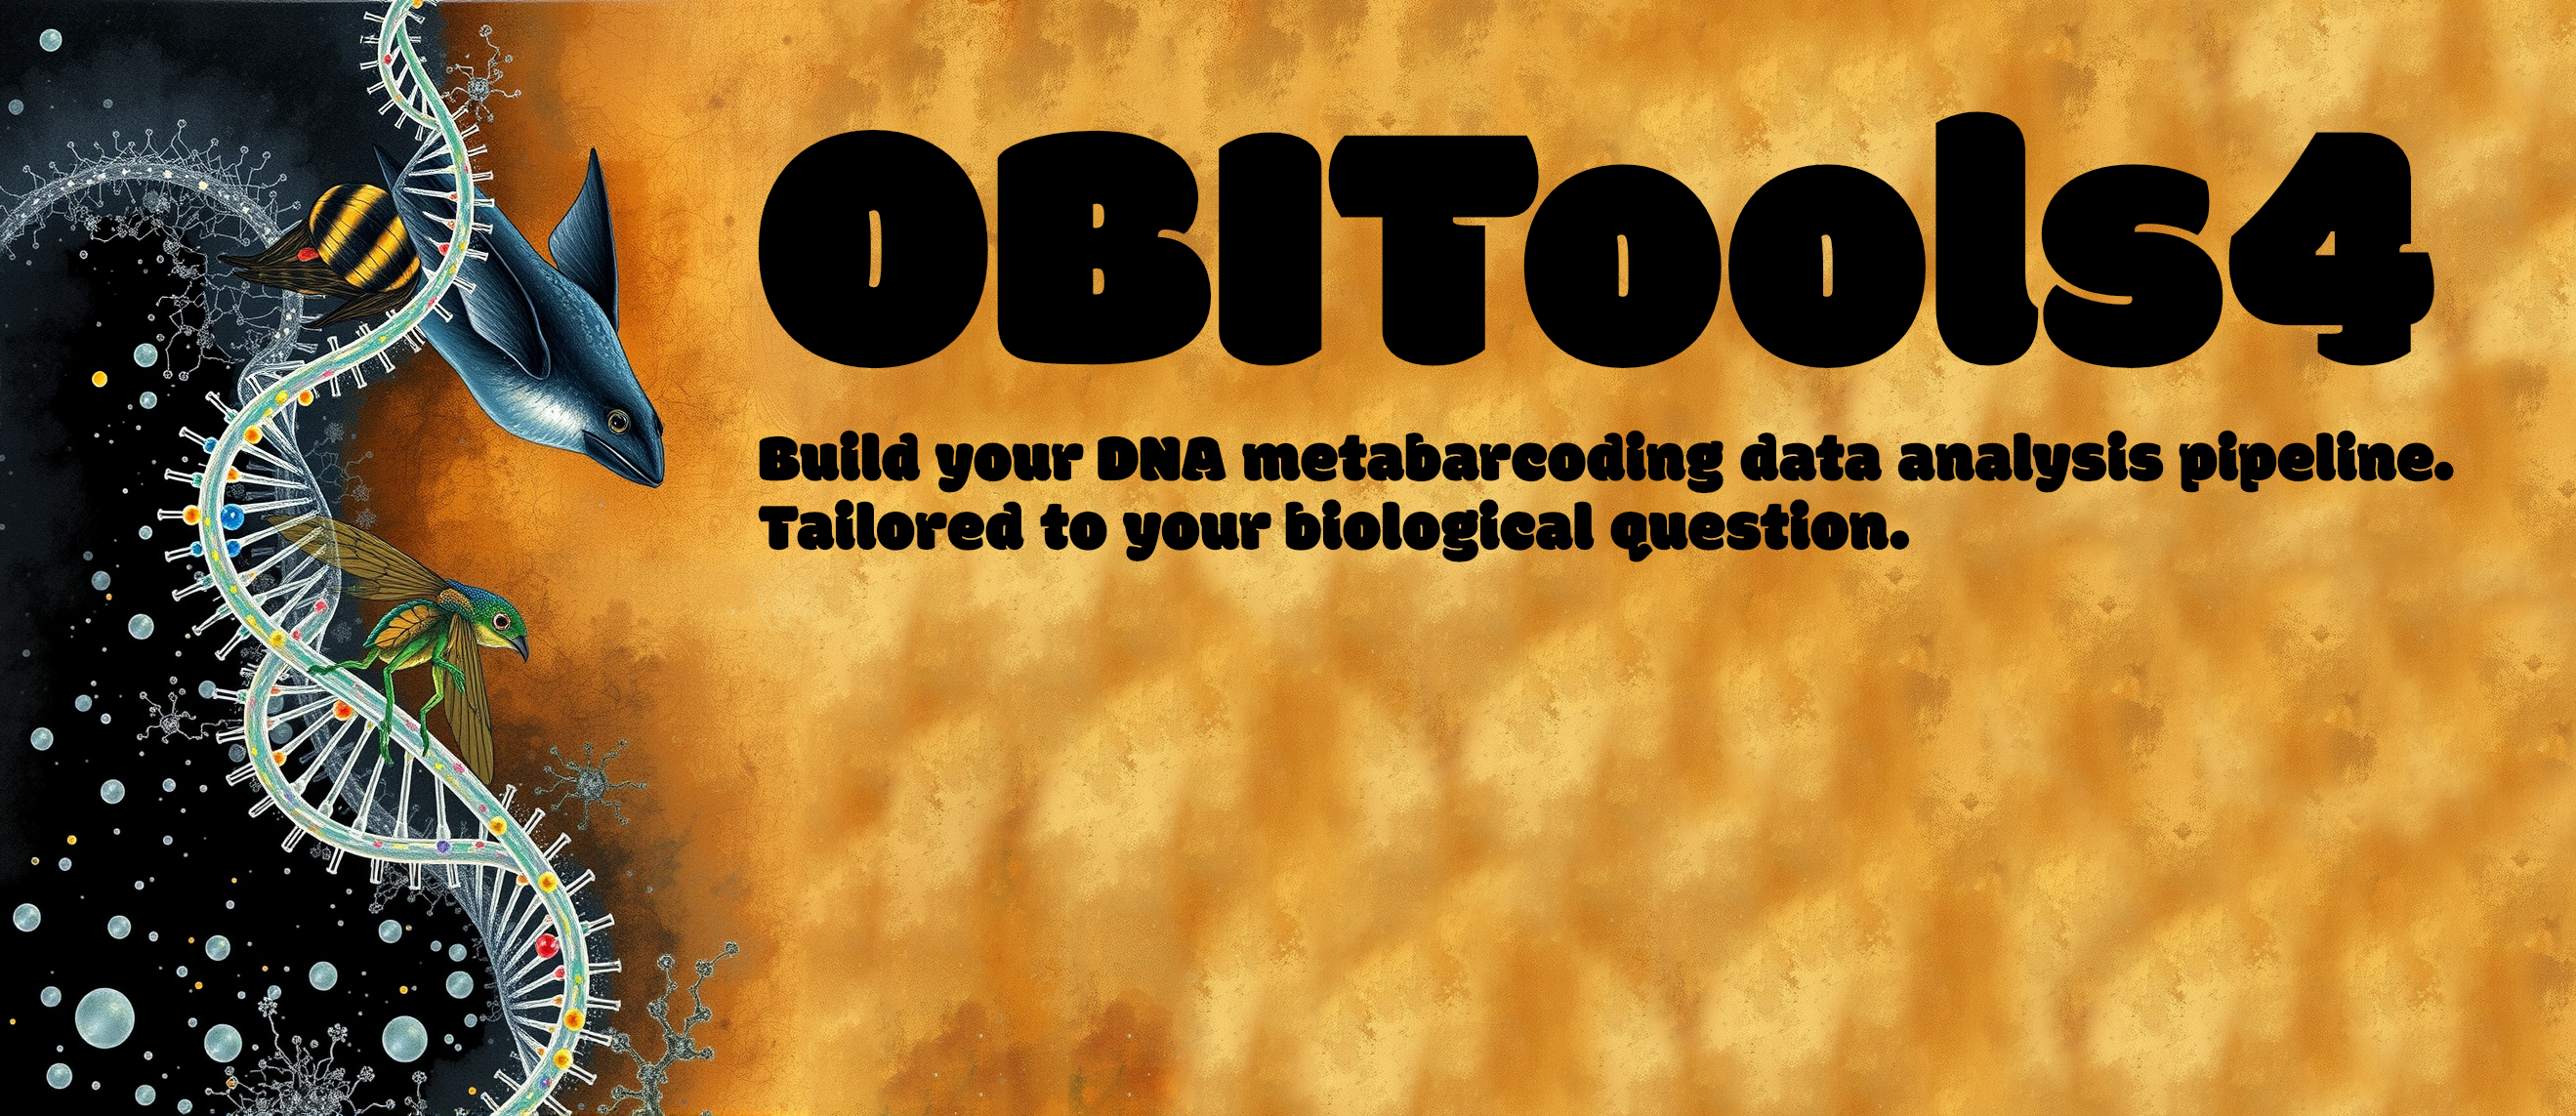 OBITools4
Build your DNA metabarcoding data analysis pipeline.
Tailored to your biological question.